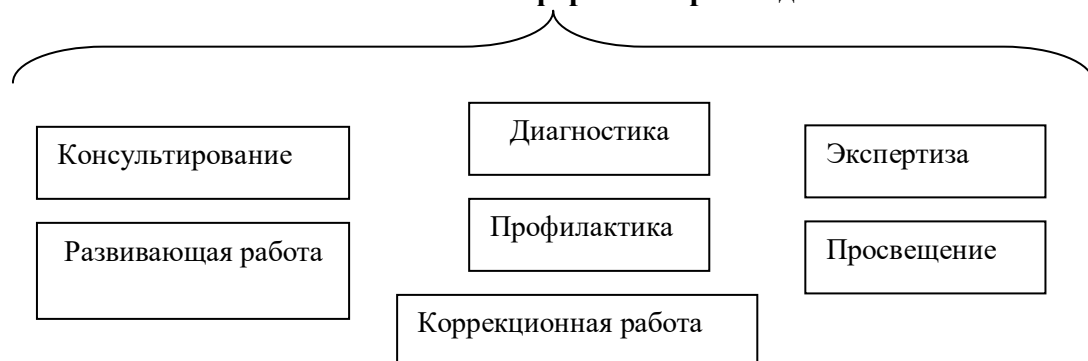 Диагностика
Консультирование
Экспертиза
Профилактика
Развивающая работа
Просвещение
Коррекционная работа